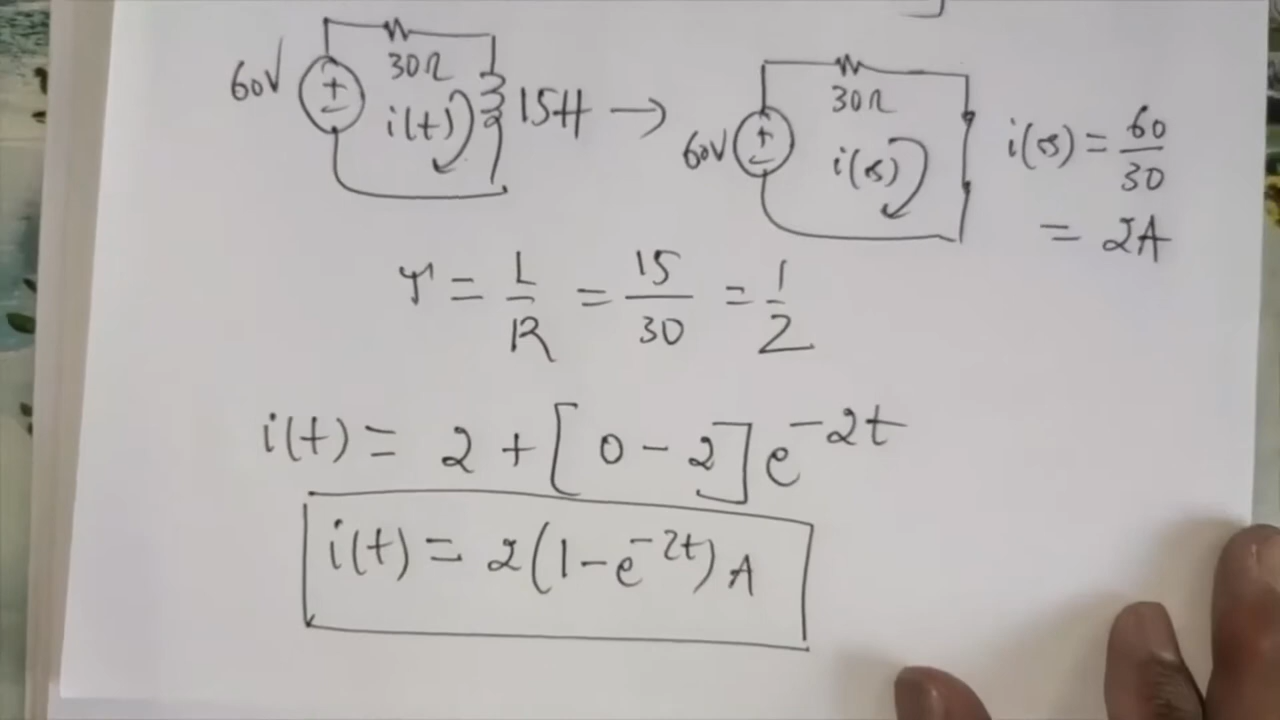 60V
30Ω
i(t)
15H →
60V
30Ω
i(∞)
i(∞) = 60/30
= 2A
τ = L/R = 15/30 = 1/2
i(t) = 2 + [0 - 2] e^{-2t}
i(t) = 2(1-e^{-2t}) A